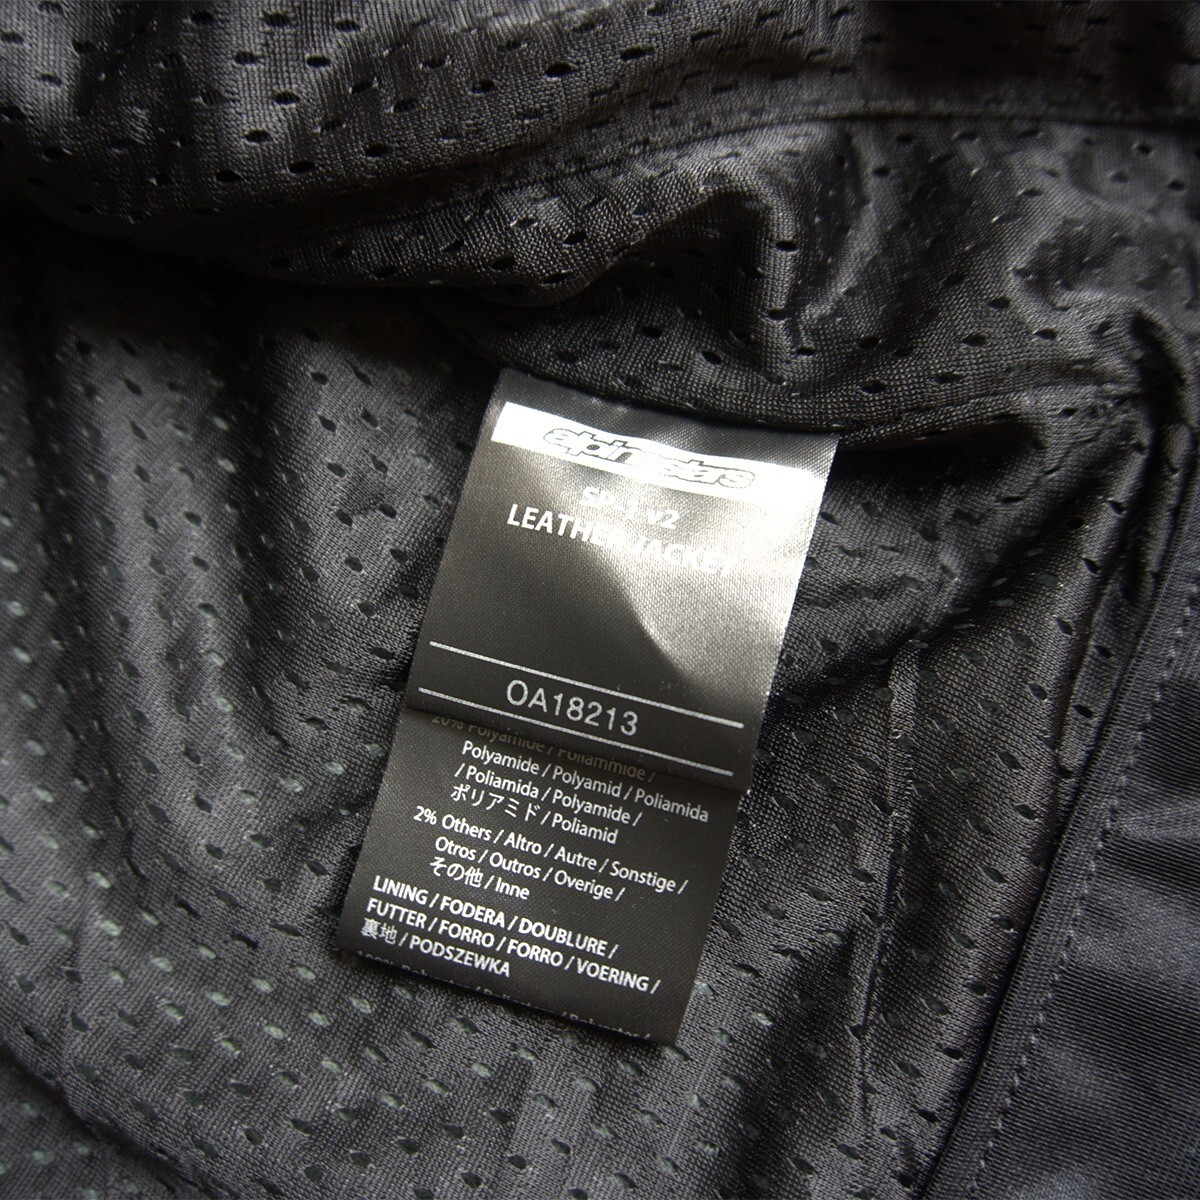 alpinestars
SP-1 v2
LEATHER JACKET
OA18213
20% Polyamide / Poliammide /
Polyamide / Polyamid / Poliamida
/ Poliamida / Polyamide /
ポリアミド / Poliamid
2% Others / Altro / Autre / Sonstige /
Otros / Outros / Overige /
その他 / Inne
LINING / FODERA / DOUBLURE /
FUTTER / FORRO / FORRO / VOERING /
裏地 / PODSZEWKA